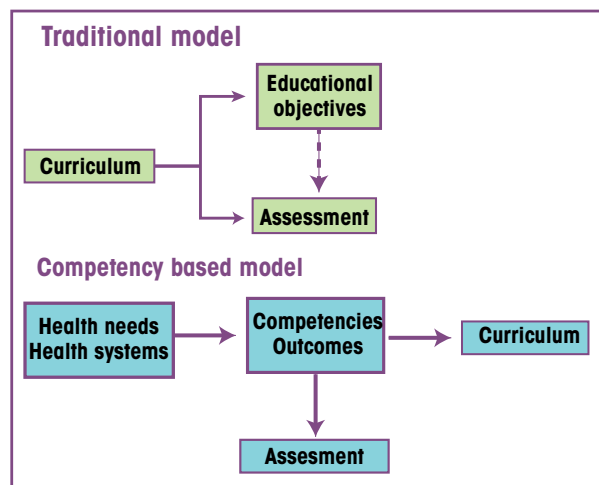 Traditional model
Educational
objectives
Curriculum
Assessment
Competency based model
Health needs
Health systems
Competencies
Outcomes
Curriculum
Assesment